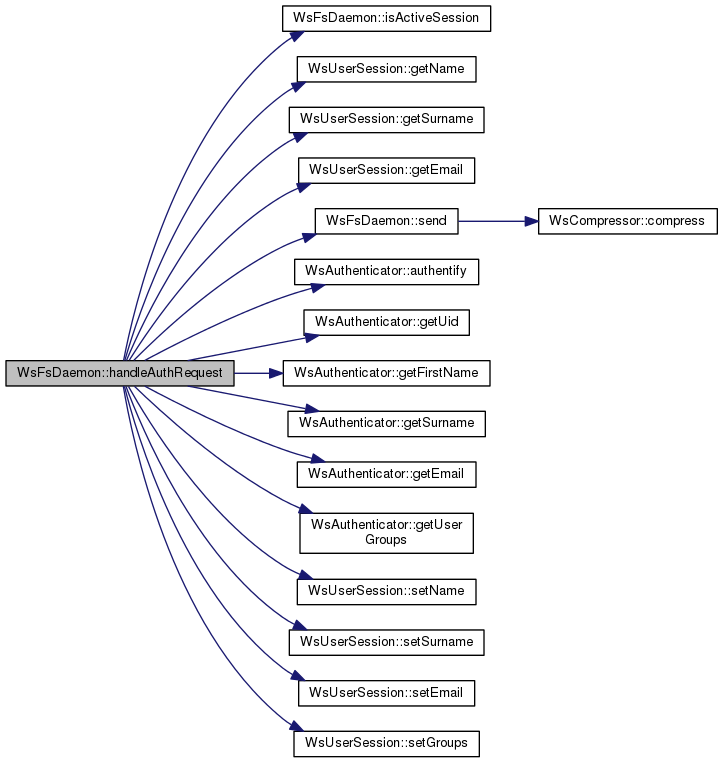 WsFsDaemon::isActiveSession
WsUserSession::getName
WsUserSession::getSurname
WsUserSession::getEmail
WsFsDaemon::send
WsCompressor::compress
WsAuthenticator::authentify
WsAuthenticator::getUid
WsFsDaemon::handleAuthRequest
WsAuthenticator::getFirstName
WsAuthenticator::getSurname
WsAuthenticator::getEmail
WsAuthenticator::getUser
Groups
WsUserSession::setName
WsUserSession::setSurname
WsUserSession::setEmail
WsUserSession::setGroups